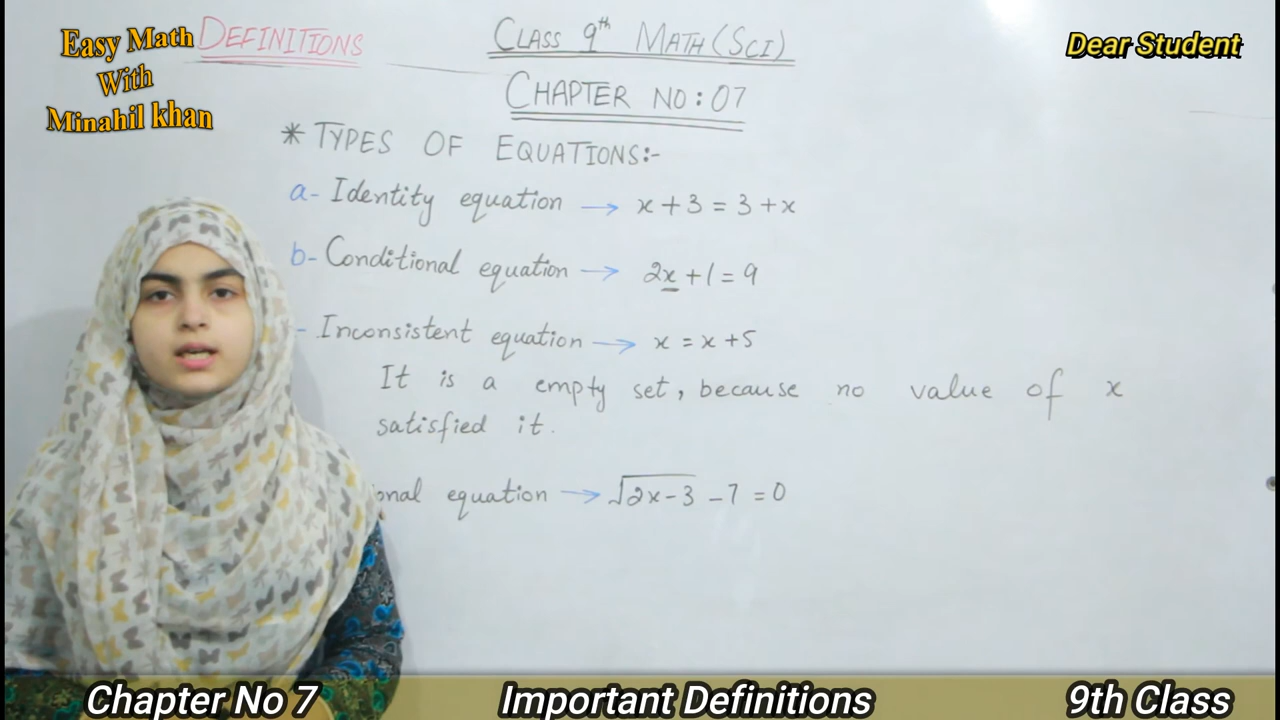 Easy Math
With
Minahil khan
DEFINITIONS
CLASS 9th MATH (SCI)
Dear Student
CHAPTER NO: 07
* TYPES OF EQUATIONS:-
a- Identity equation → x + 3 = 3 + x
b- Conditional equation → 2x + 1 = 9
- Inconsistent equation → x = x + 5
It is a empty set, because no value of x
satisfied it.
onal equation → √2x-3 - 7 = 0
Chapter No 7
Important Definitions
9th Class